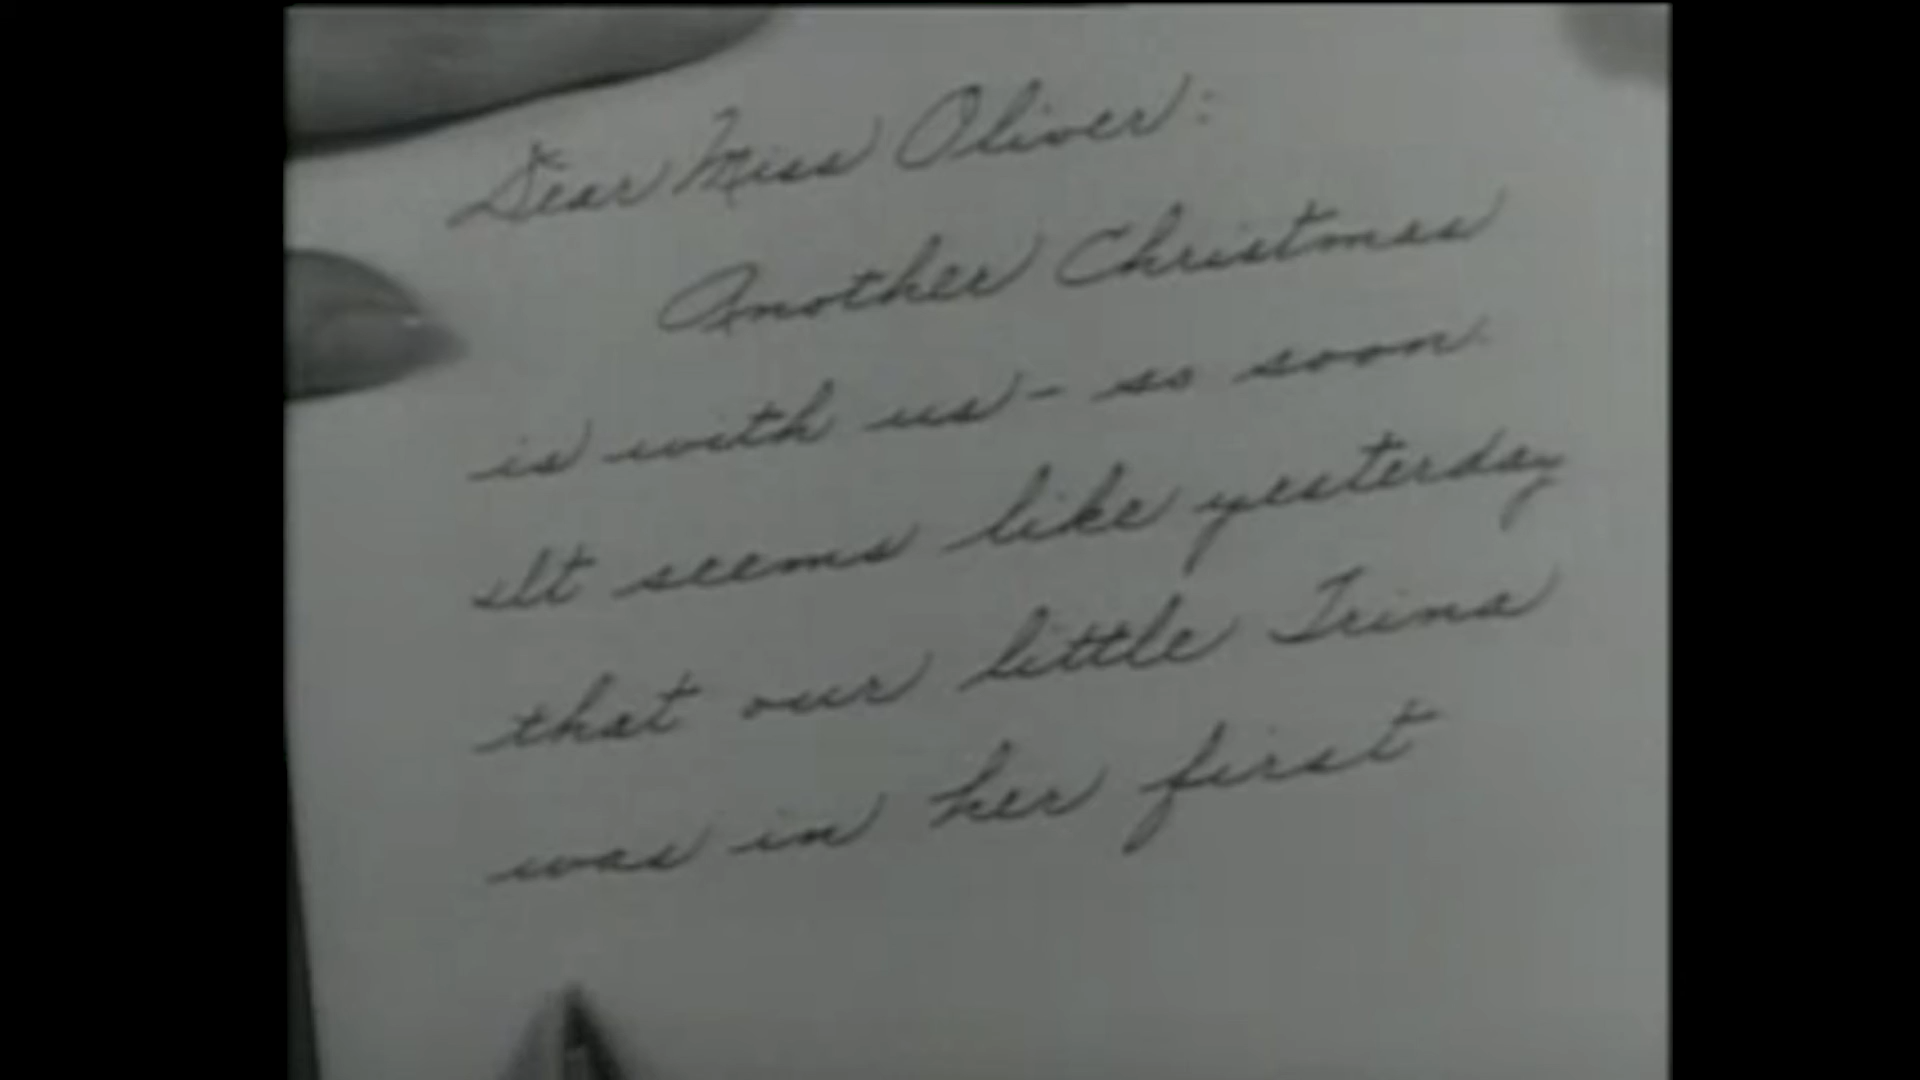 Dear Miss Oliver:
Another Christmas
is with us - so soon.
It seems like yesterday
that our little Trina
was in her first